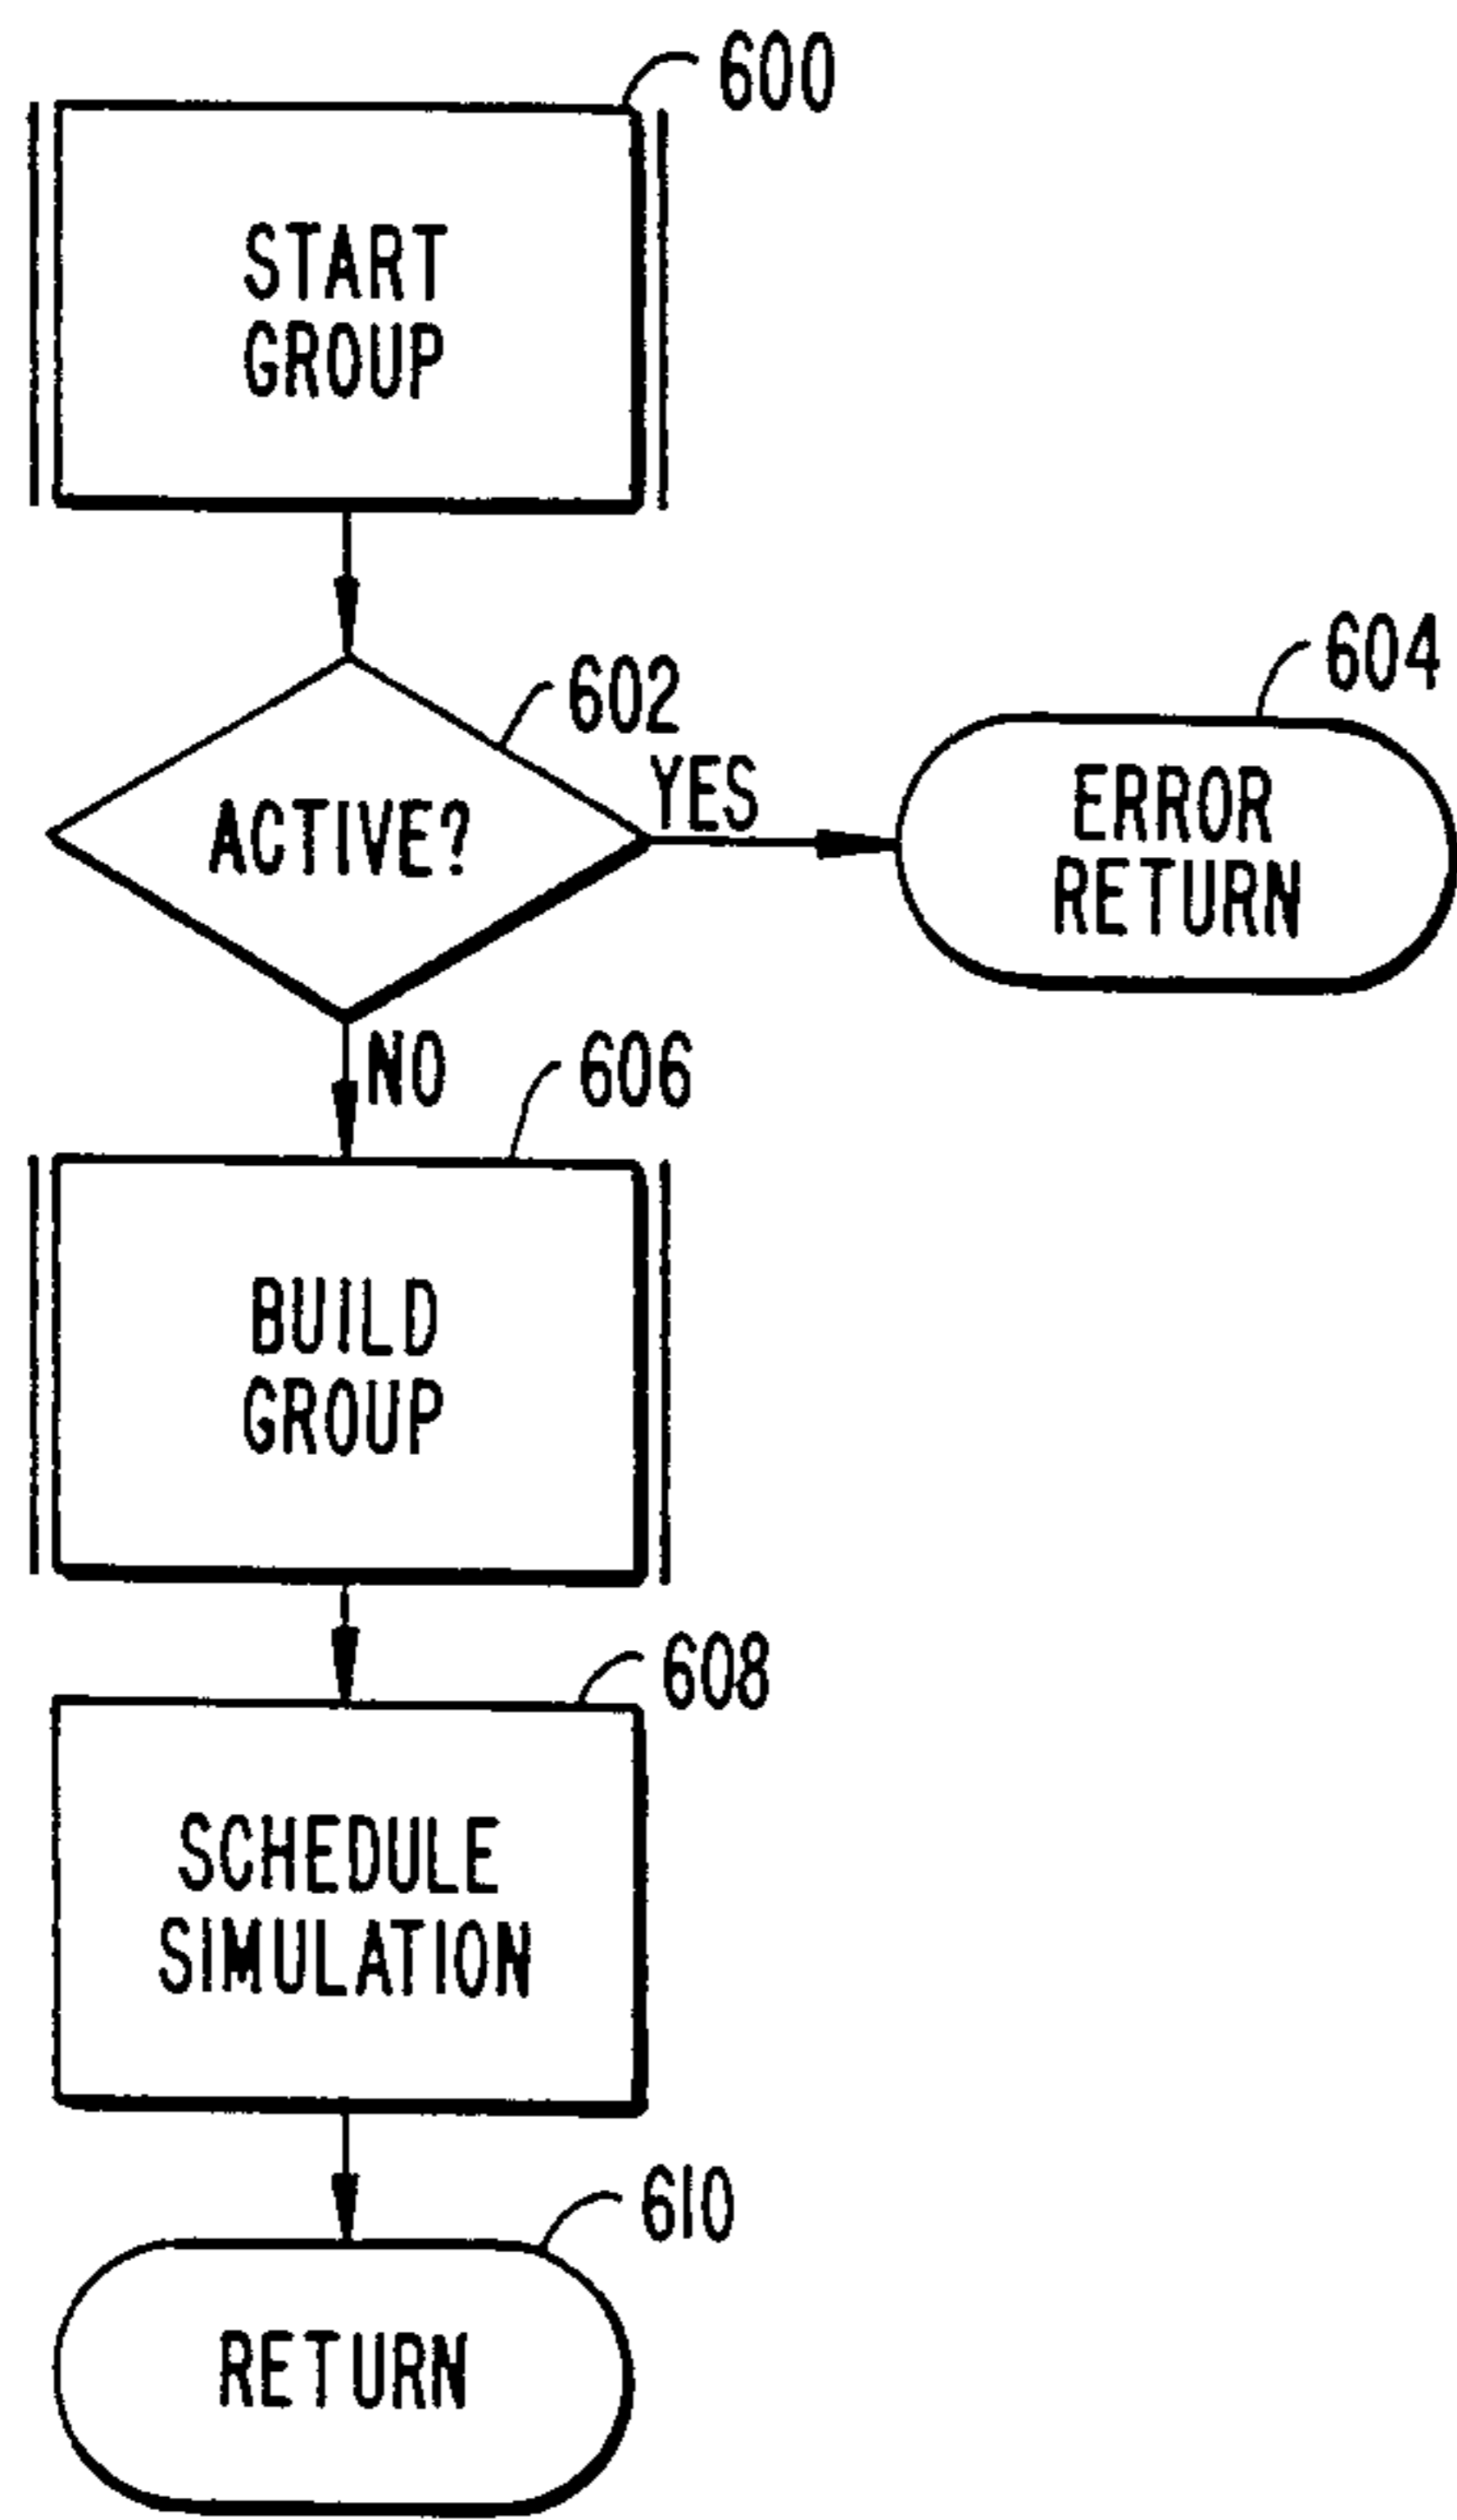 600
START
GROUP
602
ACTIVE?
YES
604
ERROR
RETURN
NO
606
BUILD
GROUP
608
SCHEDULE
SIMULATION
610
RETURN